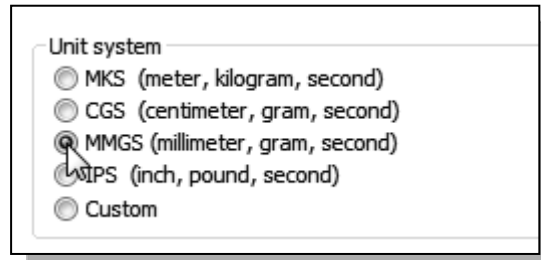 Unit system
MKS (meter, kilogram, second)
CGS (centimeter, gram, second)
MMGS (millimeter, gram, second)
IPS (inch, pound, second)
Custom